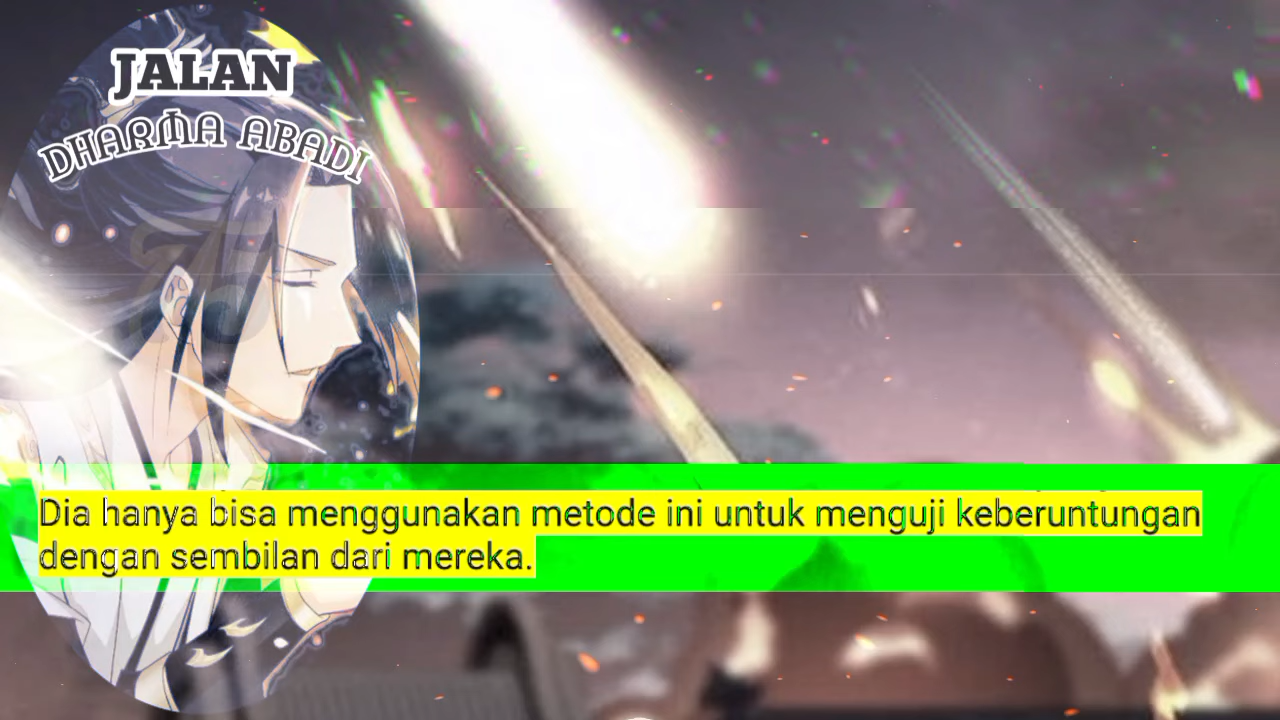 JALAN
DHARMA ABADI
Dia hanya bisa menggunakan metode ini untuk menguji keberuntungan
dengan sembilan dari mereka.